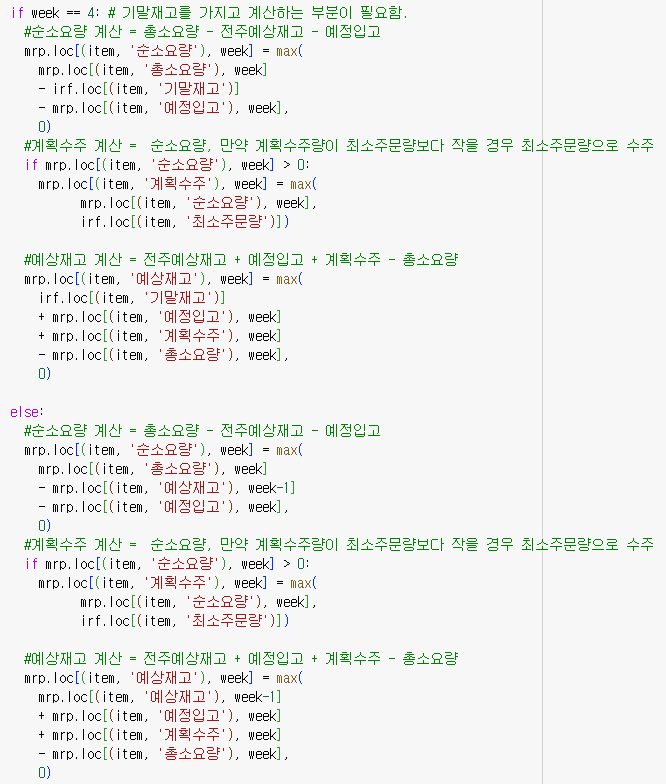 if week == 4: # 기말재고를 가지고 계산하는 부분이 필요함.
  #순소요량 계산 = 총소요량 - 전주예상재고 - 예정입고
  mrp.loc[(item, '순소요량'), week] = max(
    mrp.loc[(item, '총소요량'), week]
    - irf.loc[(item, '기말재고')]
    - mrp.loc[(item, '예정입고'), week],
    0)
  #계획수주 계산 =  순소요량, 만약 계획수주량이 최소주문량보다 작을 경우 최소주문량으로 수주
  if mrp.loc[(item, '순소요량'), week] > 0:
    mrp.loc[(item, '계획수주'), week] = max(
          mrp.loc[(item, '순소요량'), week],
          irf.loc[(item, '최소주문량')])
  #예상재고 계산 = 전주예상재고 + 예정입고 + 계획수주 - 총소요량
  mrp.loc[(item, '예상재고'), week] = max(
    irf.loc[(item, '기말재고')]
    + mrp.loc[(item, '예정입고'), week]
    + mrp.loc[(item, '계획수주'), week]
    - mrp.loc[(item, '총소요량'), week],
    0)
else:
  #순소요량 계산 = 총소요량 - 전주예상재고 - 예정입고
  mrp.loc[(item, '순소요량'), week] = max(
    mrp.loc[(item, '총소요량'), week]
    - mrp.loc[(item, '예상재고'), week-1]
    - mrp.loc[(item, '예정입고'), week],
    0)
  #계획수주 계산 =  순소요량, 만약 계획수주량이 최소주문량보다 작을 경우 최소주문량으로 수주
  if mrp.loc[(item, '순소요량'), week] > 0:
    mrp.loc[(item, '계획수주'), week] = max(
          mrp.loc[(item, '순소요량'), week],
          irf.loc[(item, '최소주문량')])
  #예상재고 계산 = 전주예상재고 + 예정입고 + 계획수주 - 총소요량
  mrp.loc[(item, '예상재고'), week] = max(
    mrp.loc[(item, '예상재고'), week-1]
    + mrp.loc[(item, '예정입고'), week]
    + mrp.loc[(item, '계획수주'), week]
    - mrp.loc[(item, '총소요량'), week],
    0)